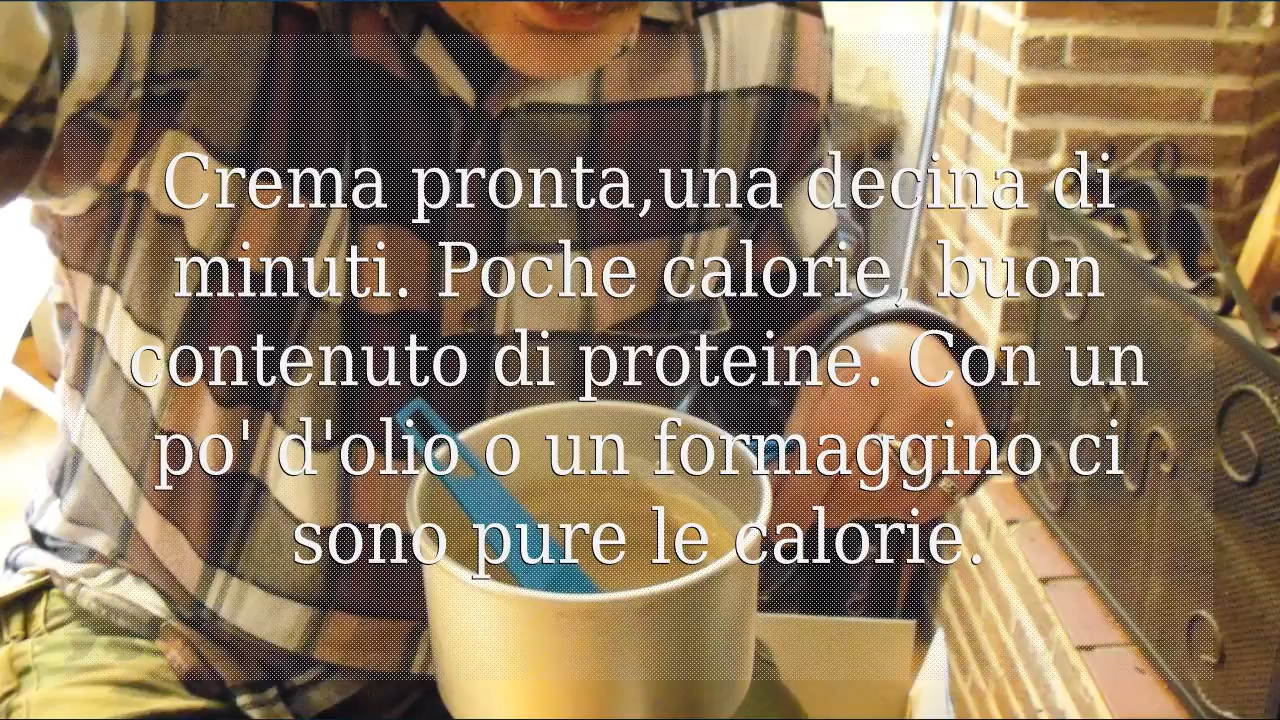 Crema pronta,una decina di
minuti. Poche calorie, buon
contenuto di proteine. Con un
po' d'olio o un formaggino ci
sono pure le calorie.